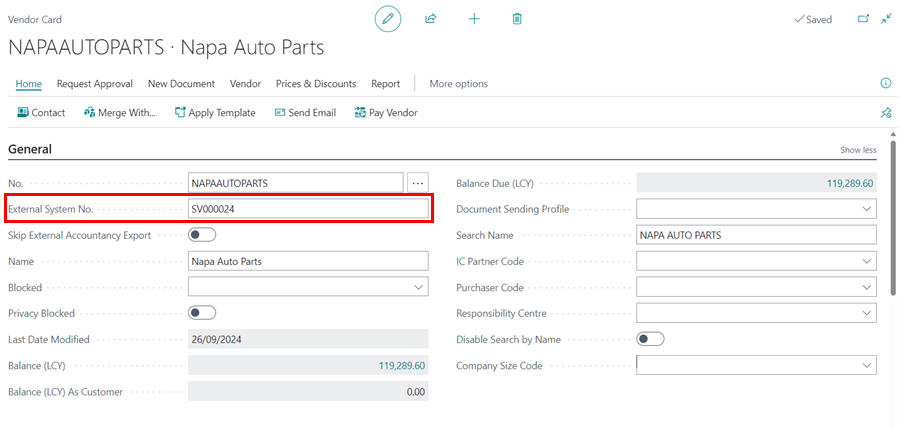 Vendor Card
Saved
NAPAAUTOPARTS · Napa Auto Parts
Home Request Approval New Document Vendor Prices & Discounts Report More options
Contact Merge With... Apply Template Send Email Pay Vendor
General Show less
No. NAPAAUTOPARTS ...
External System No. SV000024
Skip External Accountancy Export
Name Napa Auto Parts
Blocked
Privacy Blocked
Last Date Modified 26/09/2024
Balance (LCY) 119,289.60
Balance (LCY) As Customer 0.00
Balance Due (LCY) 119,289.60
Document Sending Profile
Search Name NAPA AUTO PARTS
IC Partner Code
Purchaser Code
Responsibility Centre
Disable Search by Name
Company Size Code